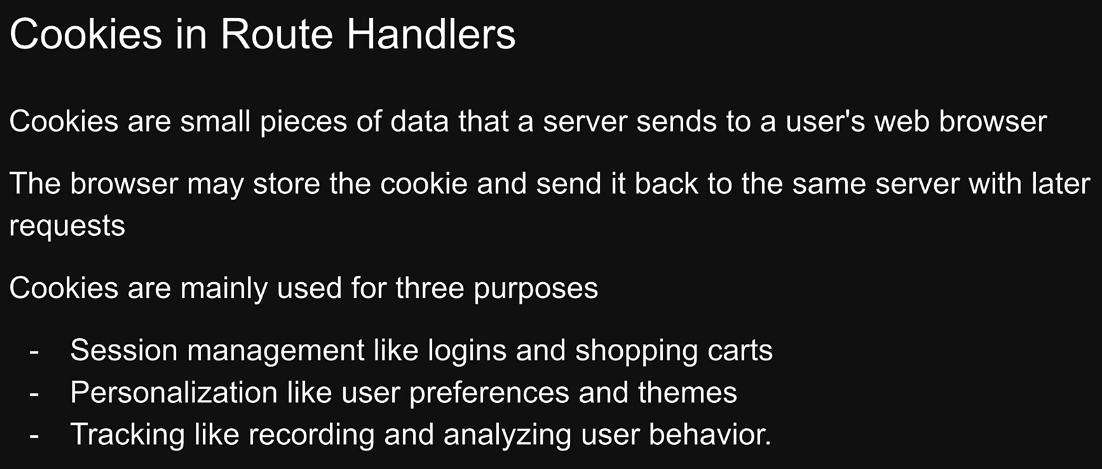 Cookies in Route Handlers
Cookies are small pieces of data that a server sends to a user's web browser
The browser may store the cookie and send it back to the same server with later
requests
Cookies are mainly used for three purposes
- Session management like logins and shopping carts
- Personalization like user preferences and themes
- Tracking like recording and analyzing user behavior.